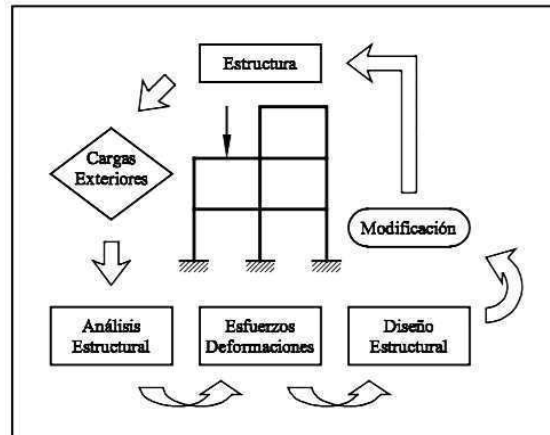 Estructura
Cargas
Exteriores
Modificación
Análisis
Estructural
Esfuerzos
Deformaciones
Diseño
Estructural